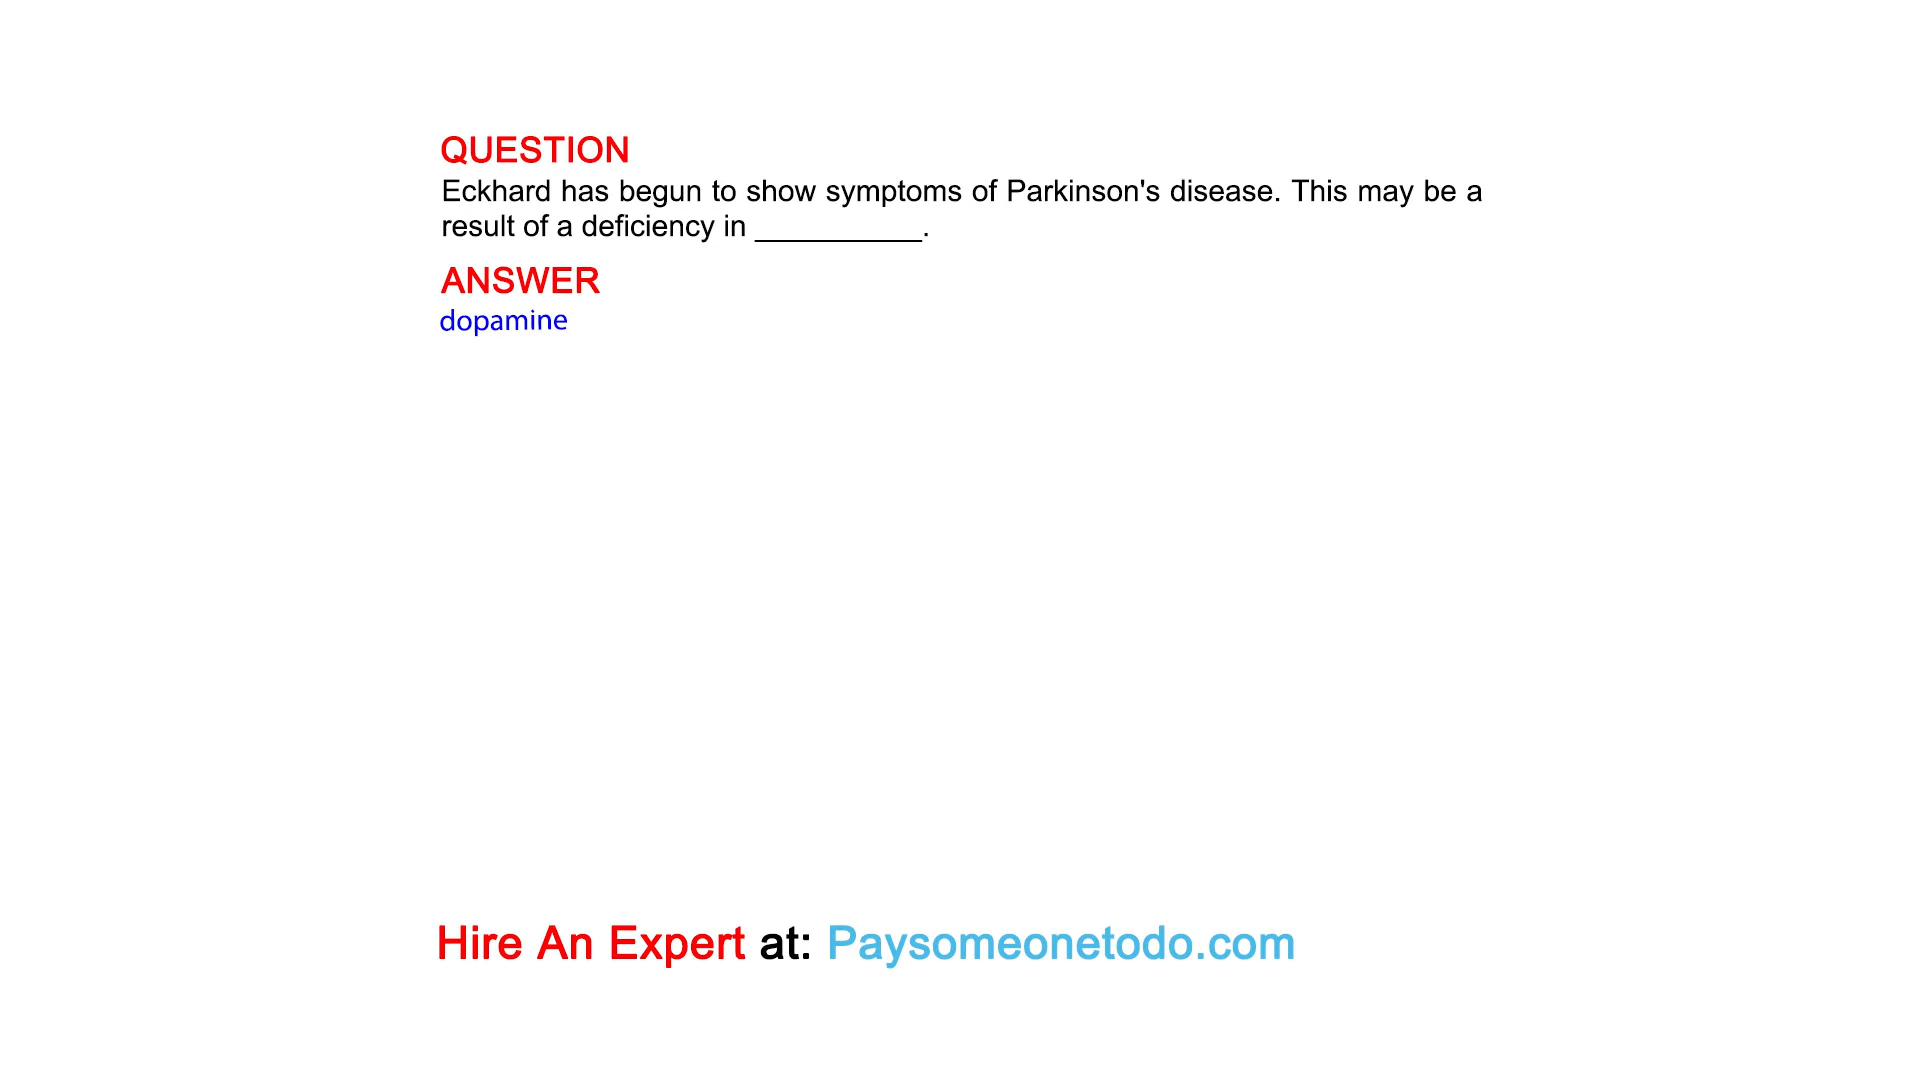 QUESTION
Eckhard has begun to show symptoms of Parkinson's disease. This may be a
result of a deficiency in __________.
ANSWER
dopamine
Hire An Expert at: Paysomeonetodo.com